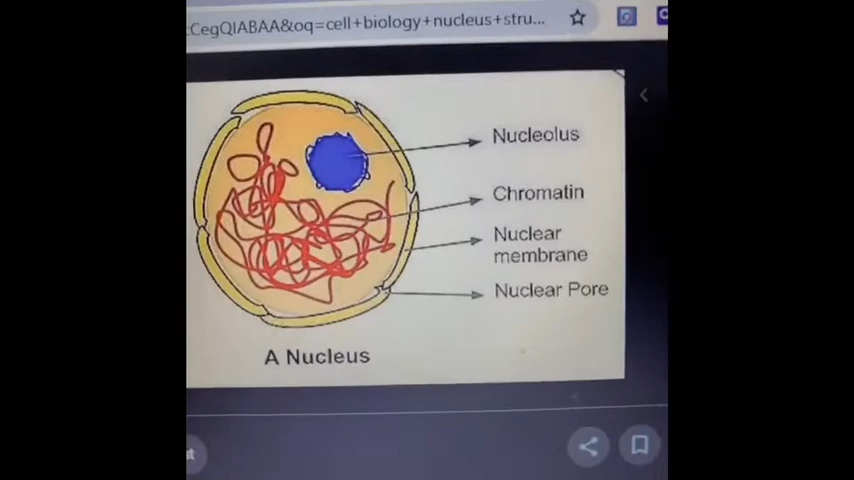 :CegQIABAA&oq=cell+biology+nucleus+stru...
Nucleolus
Chromatin
Nuclear
membrane
Nuclear Pore
A Nucleus